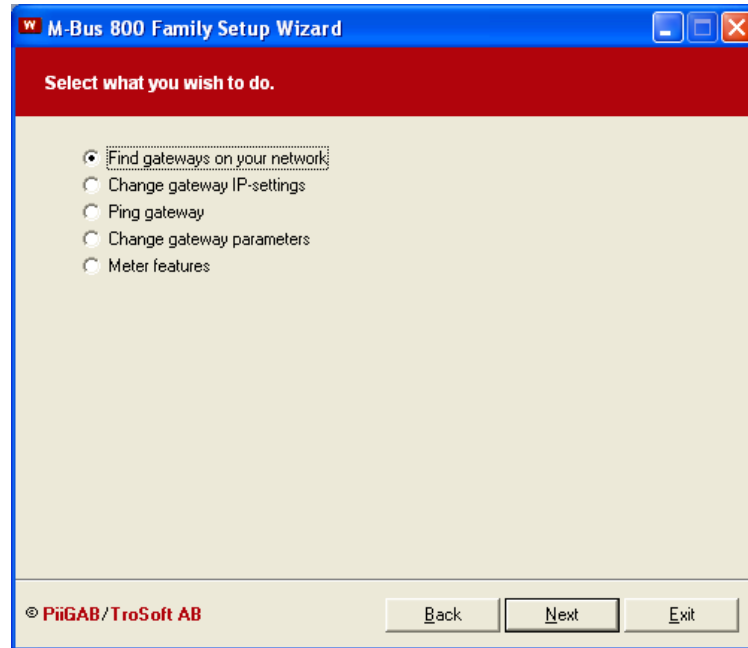 M-Bus 800 Family Setup Wizard
Select what you wish to do.
Find gateways on your network
Change gateway IP-settings
Ping gateway
Change gateway parameters
Meter features
© PiiGAB/TroSoft AB
Back
Next
Exit